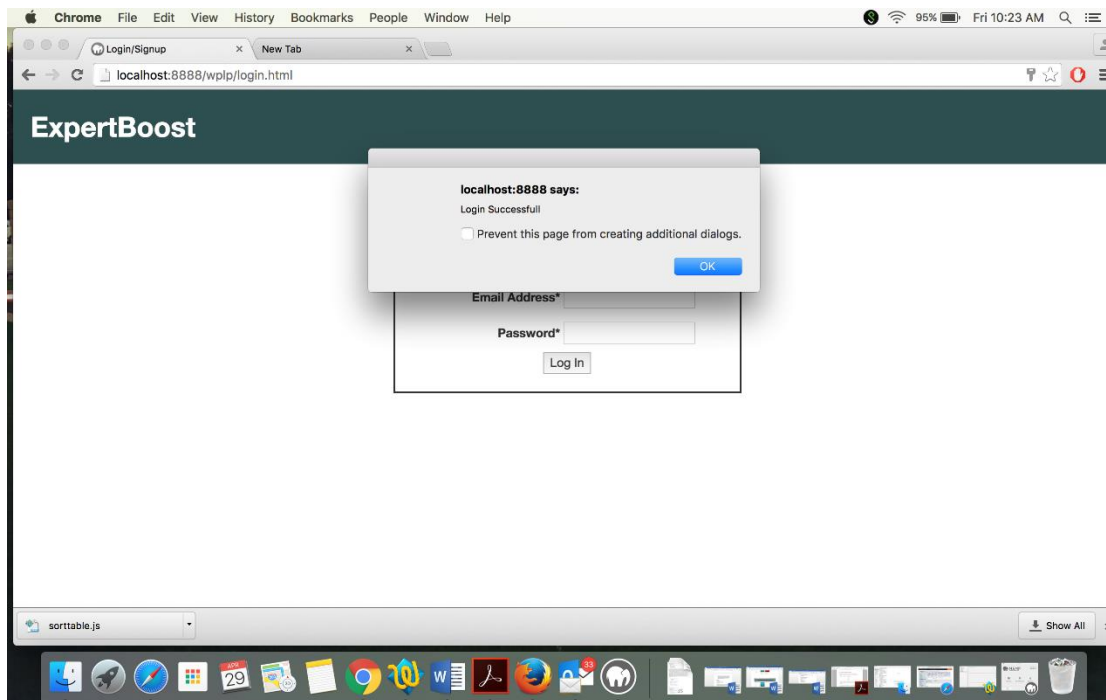 Chrome File Edit View History Bookmarks People Window Help 95% Fri 10:23 AM
Login/Signup × New Tab ×
localhost:8888/wplp/login.html
ExpertBoost
localhost:8888 says:
Login Successfull
Prevent this page from creating additional dialogs.
OK
Email Address*
Password*
Log In
sorttable.js
Show All
APR
29
33